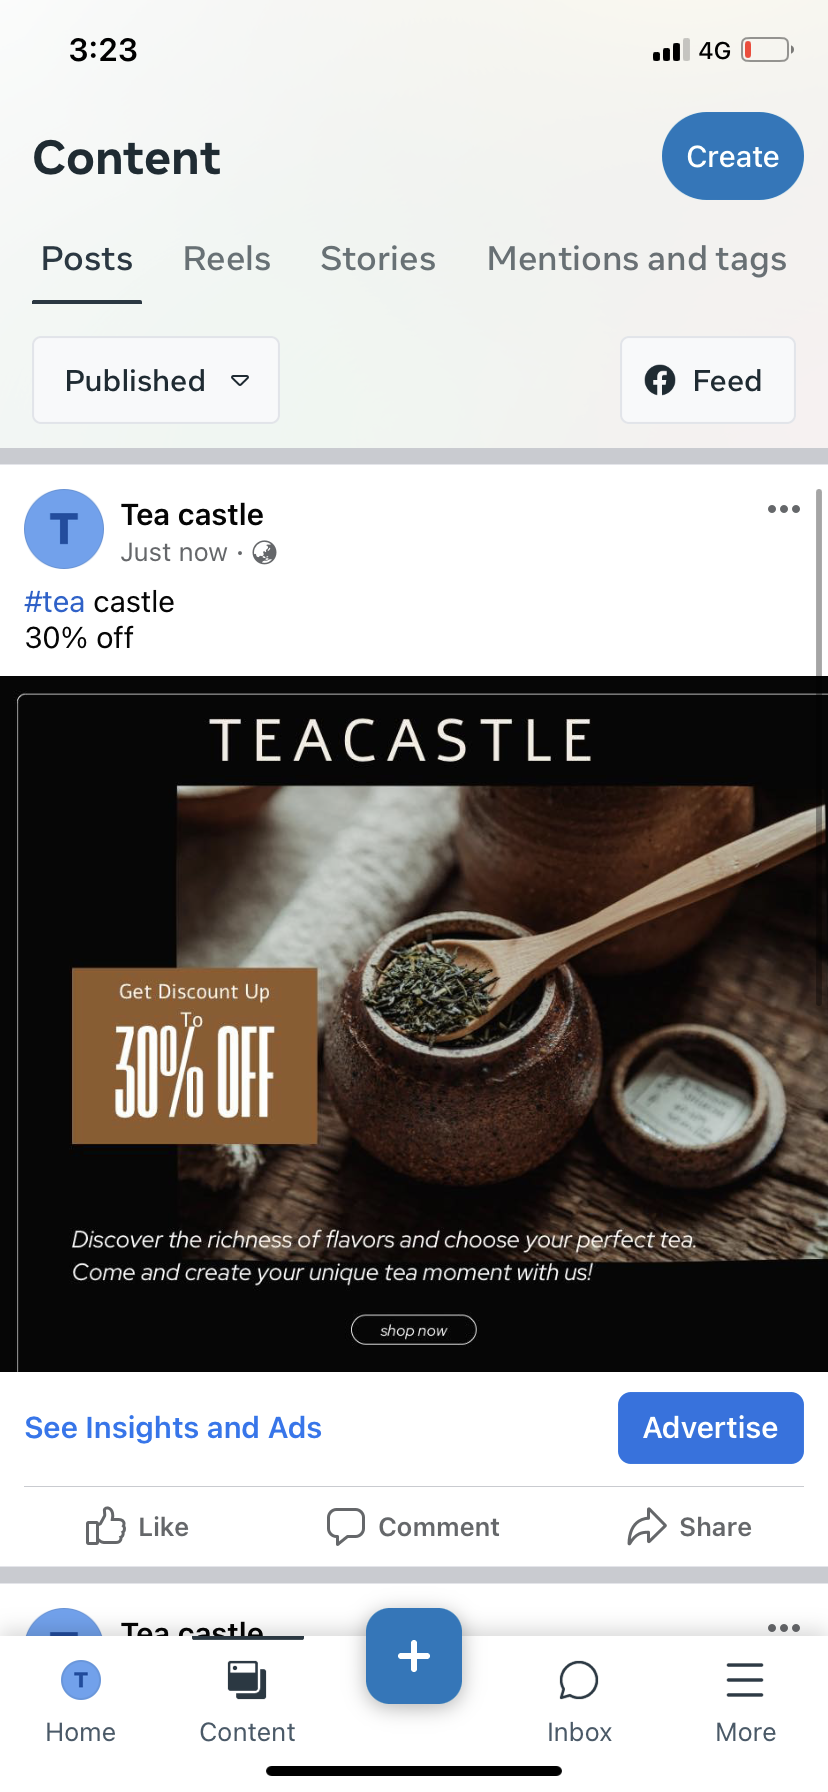 3:23
4G
Content
Create
Posts Reels Stories Mentions and tags
Published
Feed
T
Tea castle
Just now ·
#tea castle
30% off
TEACASTLE
Get Discount Up
To
30% OFF
Discover the richness of flavors and choose your perfect tea.
Come and create your unique tea moment with us!
shop now
See Insights and Ads
Advertise
Like Comment Share
Tea castle
T
Home Content Inbox More